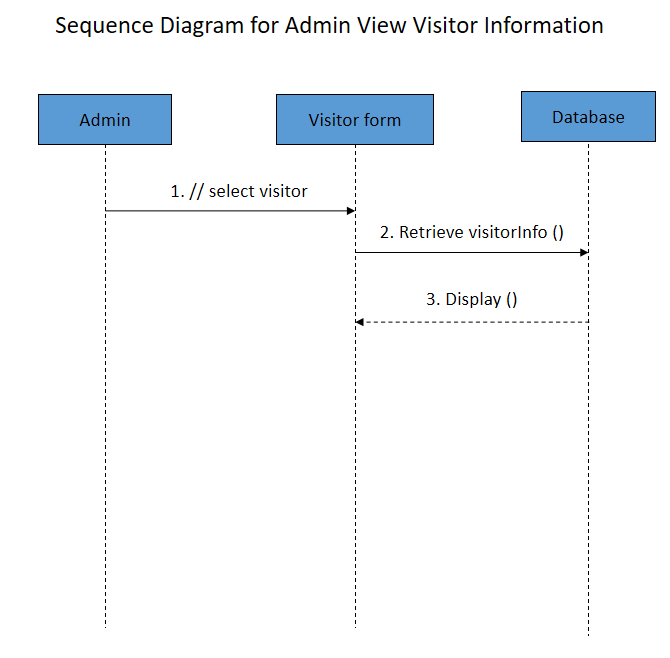 Sequence Diagram for Admin View Visitor Information
Admin
Visitor form
Database
1. // select visitor
2. Retrieve visitorInfo ()
3. Display ()